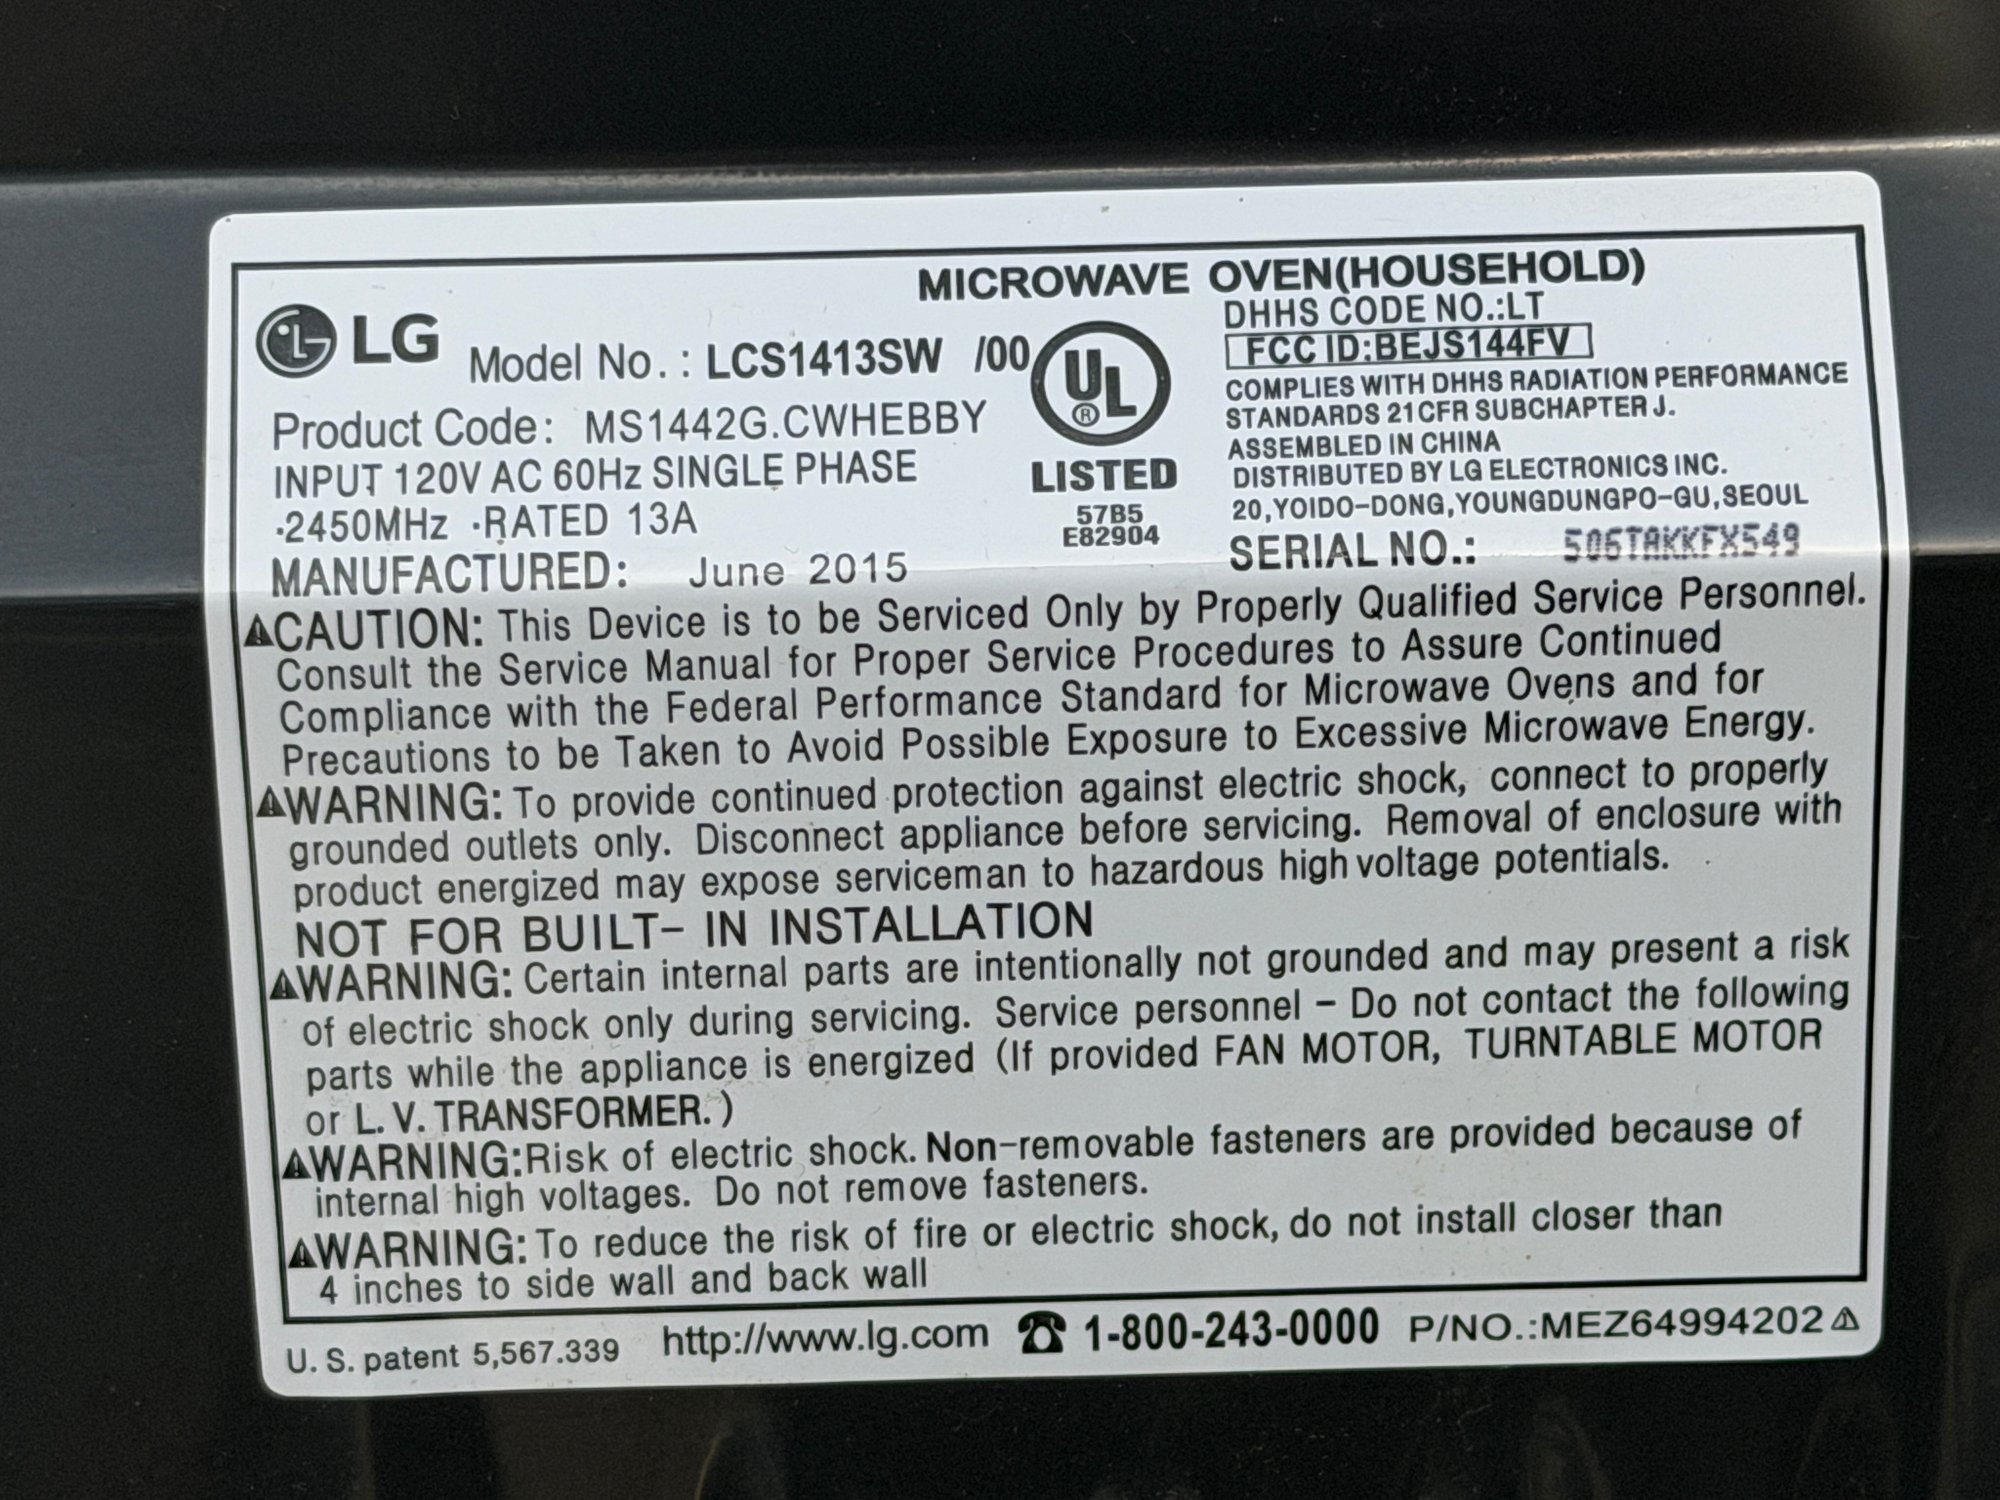 MICROWAVE OVEN(HOUSEHOLD)
LG
Model No. : LCS1413SW /00
Product Code: MS1442G.CWHEBBY
INPUT 120V AC 60Hz SINGLE PHASE
·2450MHz ·RATED 13A
MANUFACTURED: June 2015
UL
®
LISTED
57B5
E82904
DHHS CODE NO.:LT
FCC ID:BEJS144FV
COMPLIES WITH DHHS RADIATION PERFORMANCE
STANDARDS 21CFR SUBCHAPTER J.
ASSEMBLED IN CHINA
DISTRIBUTED BY LG ELECTRONICS INC.
20,YOIDO-DONG,YOUNGDUNGPO-GU,SEOUL
SERIAL NO.: 506TAKKFX549
⚠CAUTION: This Device is to be Serviced Only by Properly Qualified Service Personnel.
Consult the Service Manual for Proper Service Procedures to Assure Continued
Compliance with the Federal Performance Standard for Microwave Ovens and for
Precautions to be Taken to Avoid Possible Exposure to Excessive Microwave Energy.
⚠WARNING: To provide continued protection against electric shock, connect to properly
grounded outlets only. Disconnect appliance before servicing. Removal of enclosure with
product energized may expose serviceman to hazardous high voltage potentials.
NOT FOR BUILT- IN INSTALLATION
⚠WARNING: Certain internal parts are intentionally not grounded and may present a risk
of electric shock only during servicing. Service personnel - Do not contact the following
parts while the appliance is energized (If provided FAN MOTOR, TURNTABLE MOTOR
or L. V. TRANSFORMER. )
⚠WARNING:Risk of electric shock. Non-removable fasteners are provided because of
internal high voltages. Do not remove fasteners.
⚠WARNING: To reduce the risk of fire or electric shock, do not install closer than
4 inches to side wall and back wall
U. S. patent 5,567.339 http://www.lg.com ☎ 1-800-243-0000 P/NO.:MEZ64994202⚠